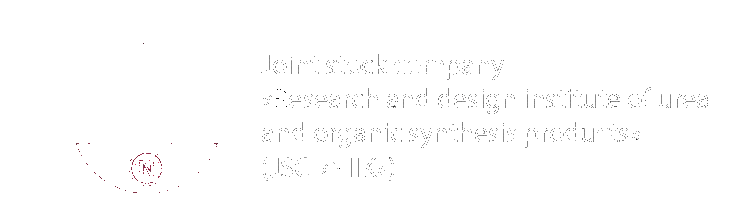 Joint stock company
«Research and design institute of urea
and organic synthesis products»
(JSC
N